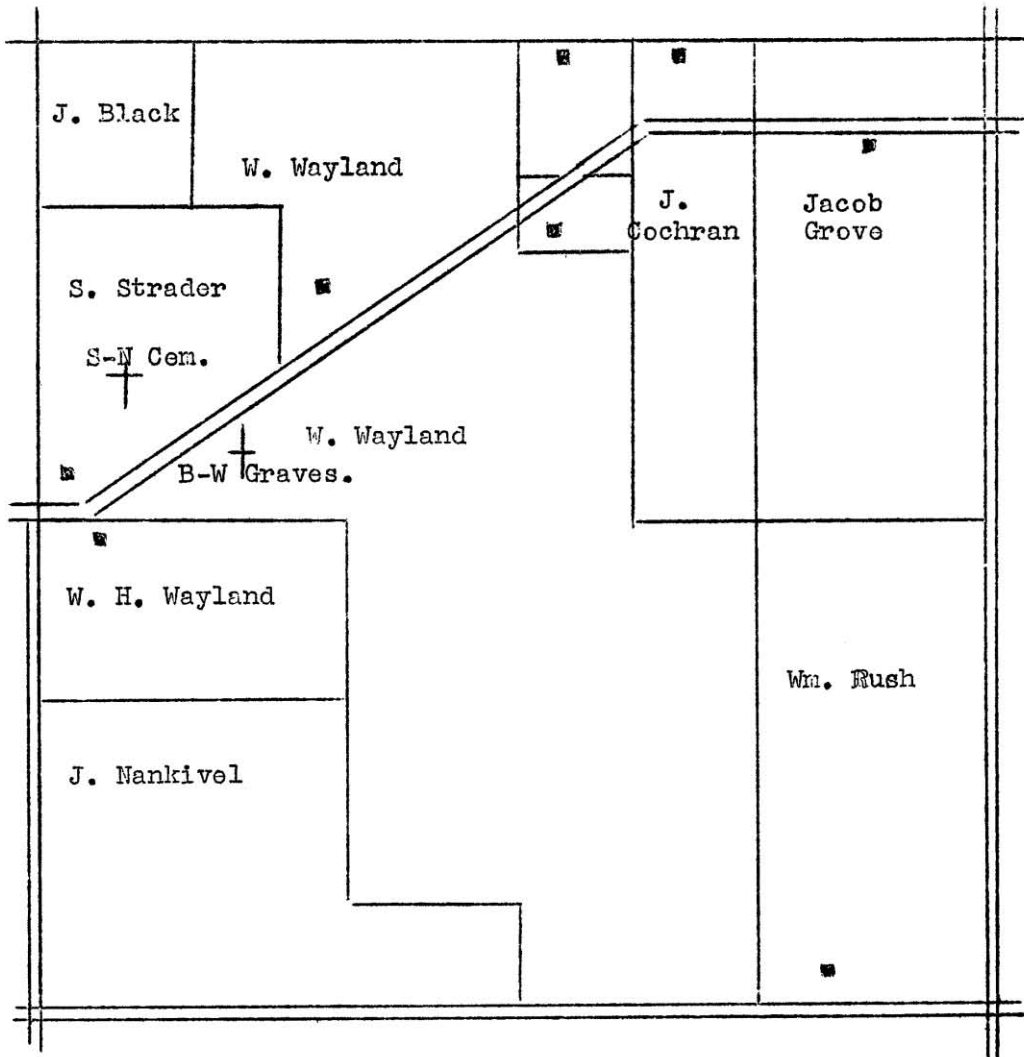 J. Black
W. Wayland
J.
Cochran
Jacob
Grove
S. Strader
S-N Cem.
W. Wayland
B-W Graves.
W. H. Wayland
Wm. Rush
J. Nankivel